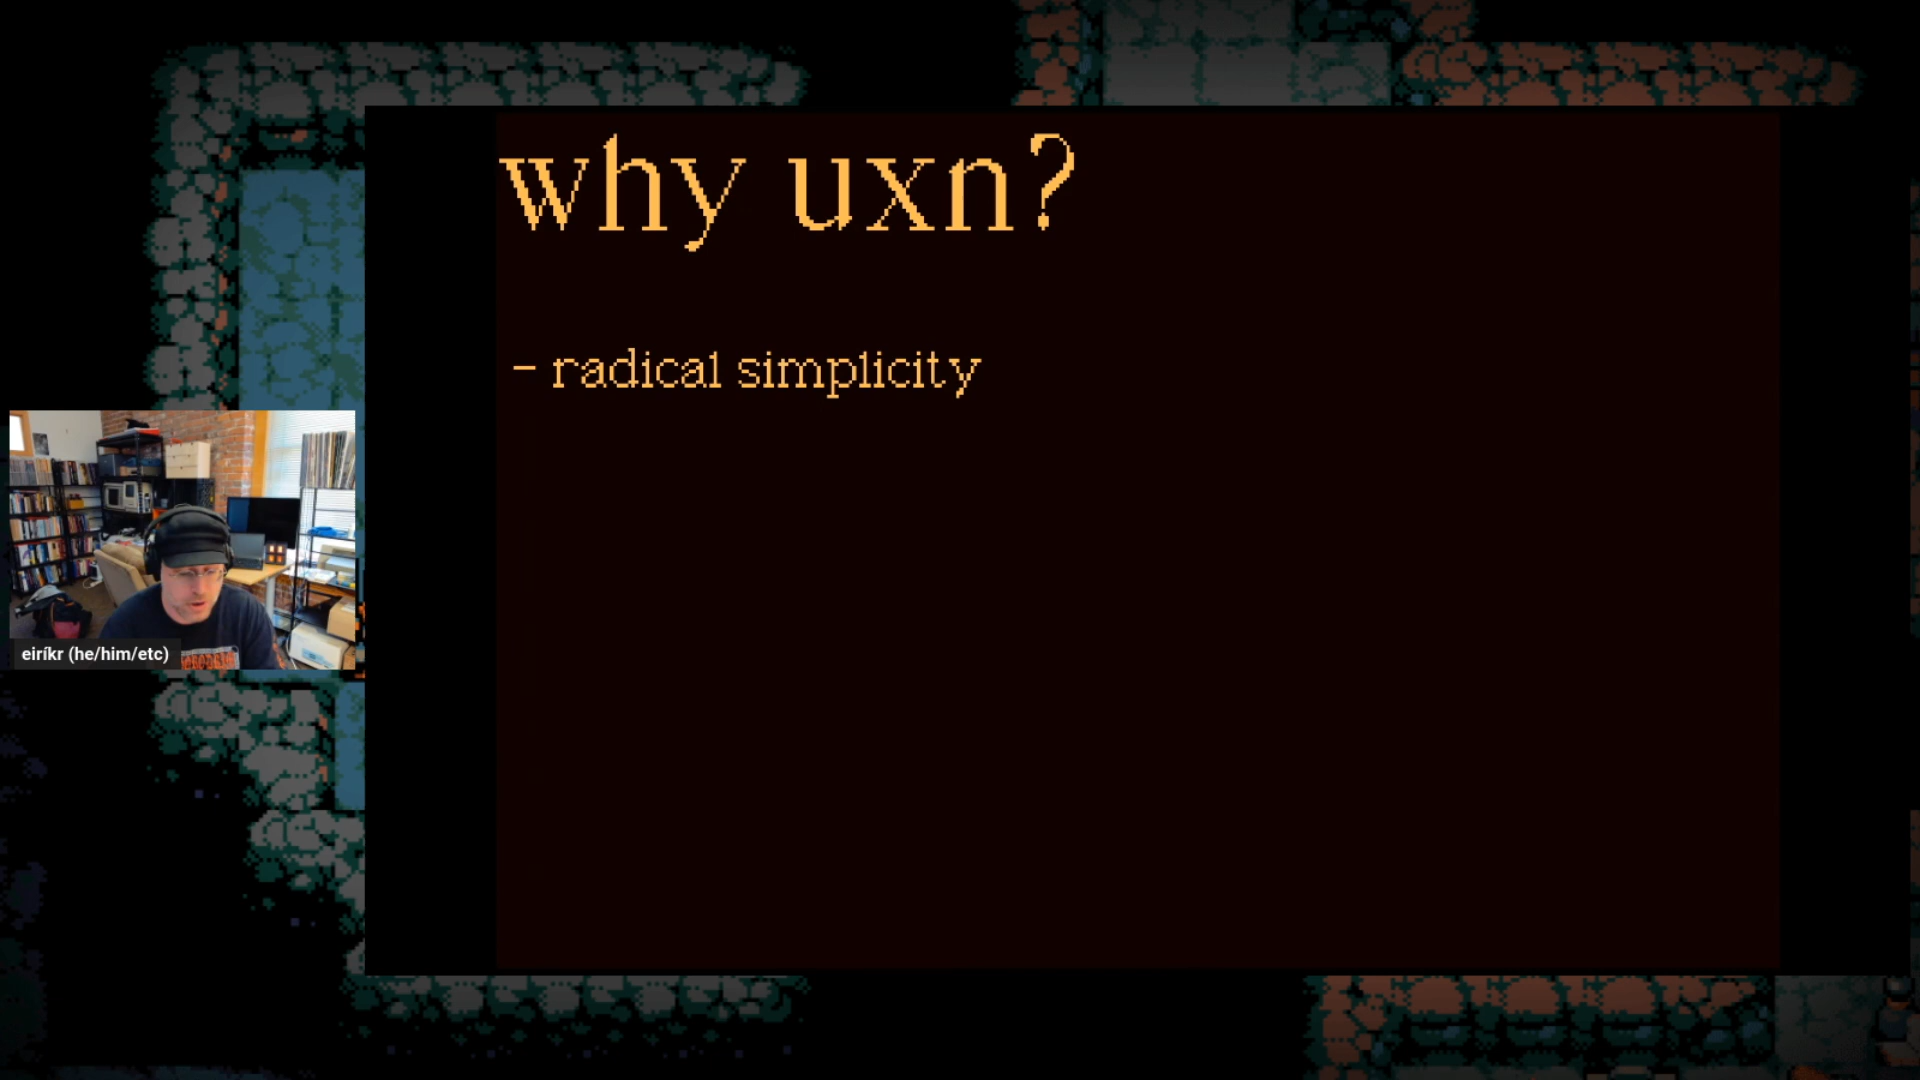 why uxn?
- radical simplicity
eiríkr (he/him/etc)